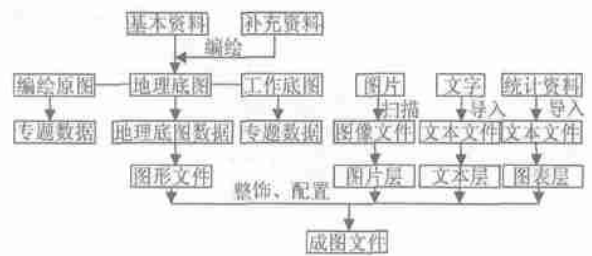 基本资料 补充资料
编绘
编绘原图 地理底图 工作底图 图片 文字 统计资料
扫描 导入 导入
专题数据 地理底图数据 专题数据 图像文件 文本文件 文本文件
图形文件 图片层 文本层 图表层
整饰、配置
成图文件